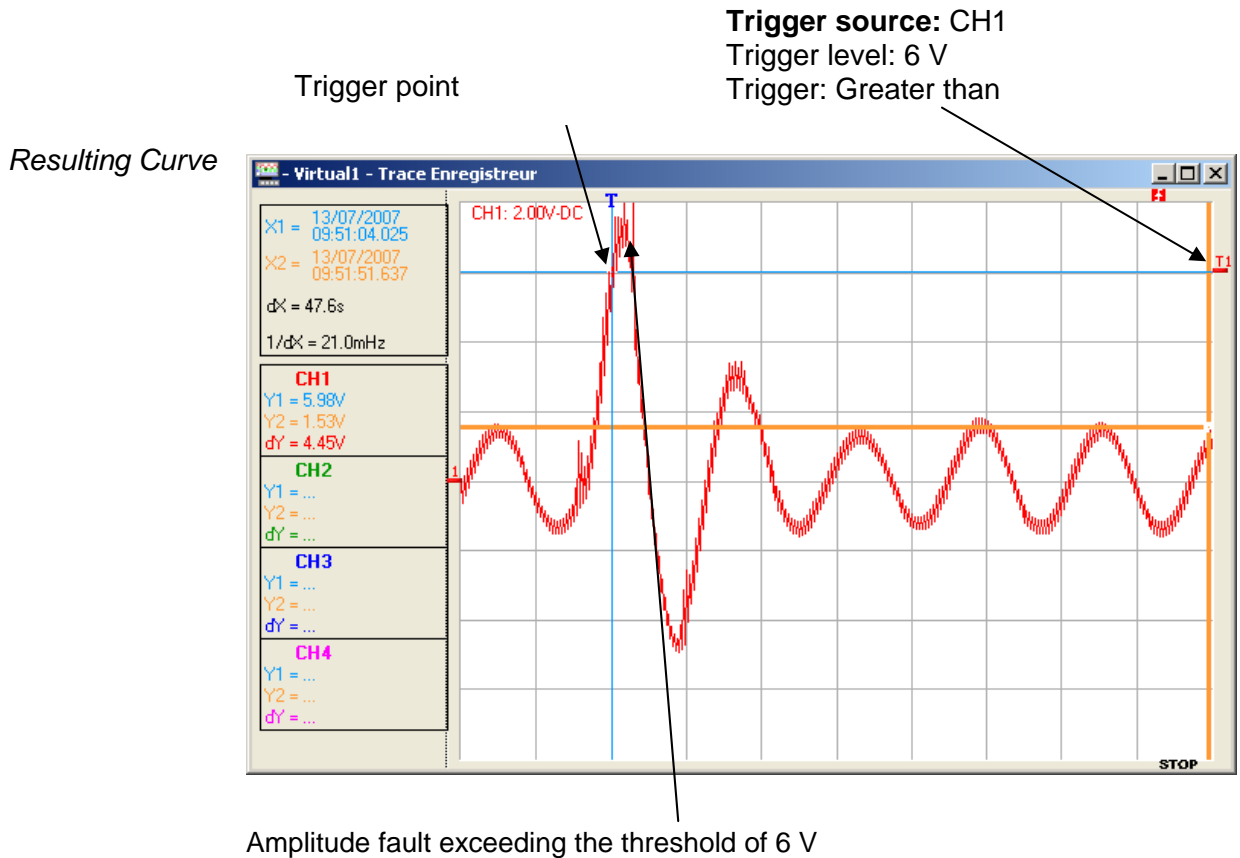 Trigger source: CH1
Trigger level: 6 V
Trigger: Greater than
Trigger point
Resulting Curve
- Virtual1 - Trace Enregistreur
X1 = 13/07/2007
09:51:04.025
X2 = 13/07/2007
09:51:51.637
dX = 47.6s
1/dX = 21.0mHz
CH1
Y1 = 5.98V
Y2 = 1.53V
dY = 4.45V
CH2
Y1 = ...
Y2 = ...
dY = ...
CH3
Y1 = ...
Y2 = ...
dY = ...
CH4
Y1 = ...
Y2 = ...
dY = ...
T
CH1: 2.00V-DC
T1
1
STOP
Amplitude fault exceeding the threshold of 6 V